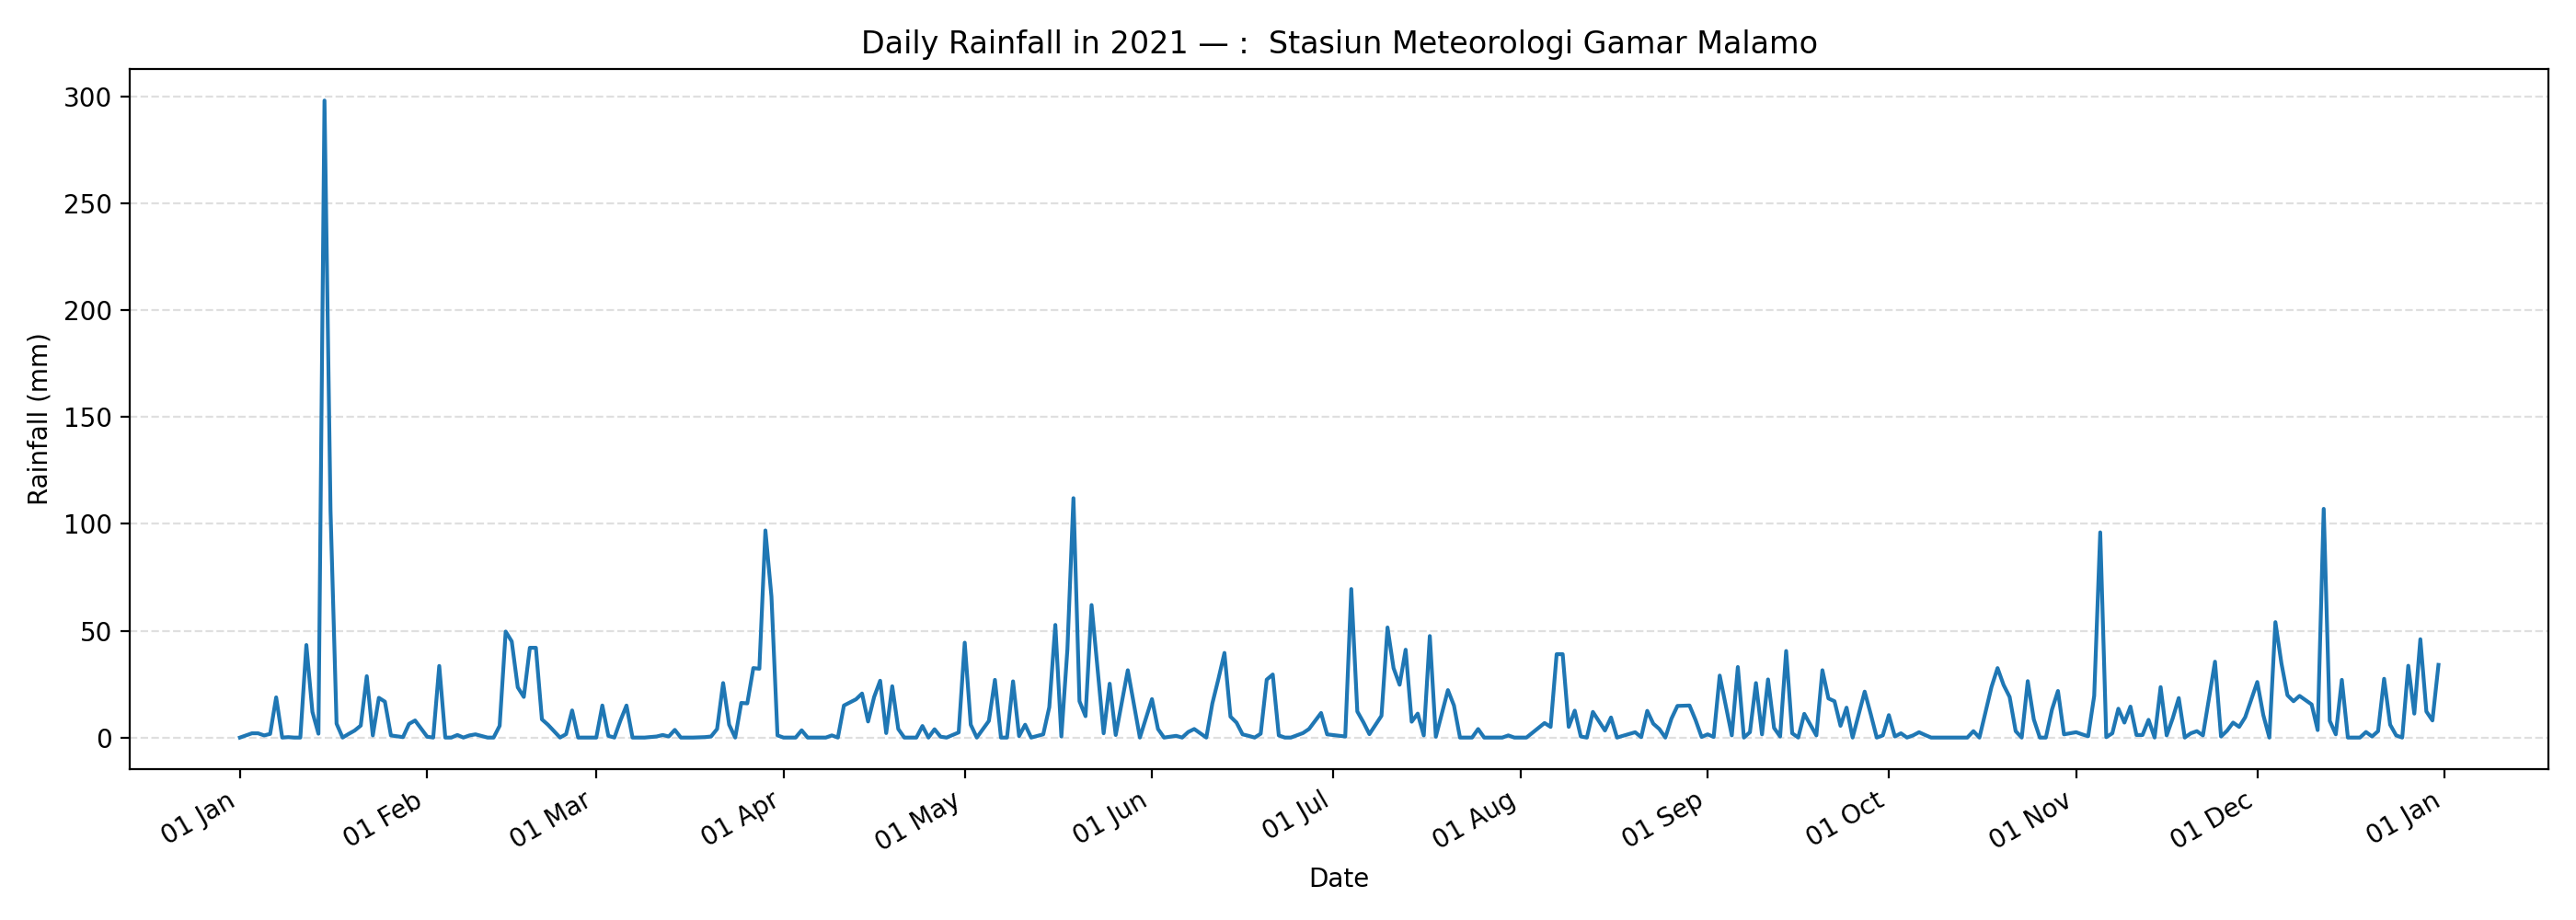 Daily Rainfall in 2021 — :  Stasiun Meteorologi Gamar Malamo
Rainfall (mm)
300
250
200
150
100
50
0
01 Jan
01 Feb
01 Mar
01 Apr
01 May
01 Jun
01 Jul
01 Aug
01 Sep
01 Oct
01 Nov
01 Dec
01 Jan
Date